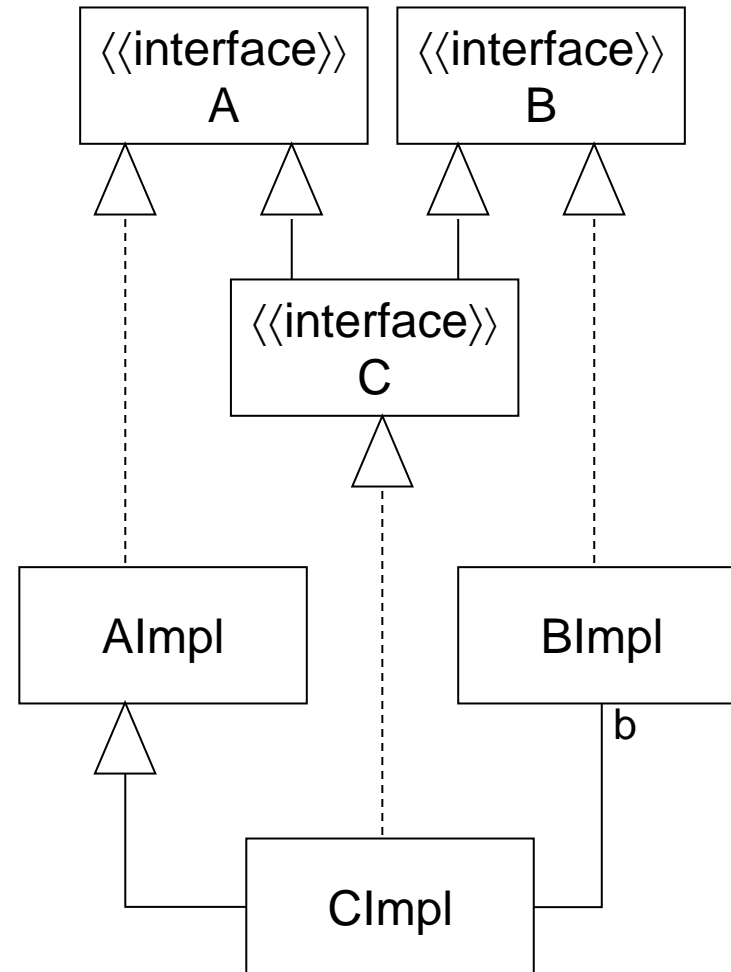 ⟨⟨interface⟩⟩
A
⟨⟨interface⟩⟩
B
⟨⟨interface⟩⟩
C
AImpl
BImpl
b
CImpl